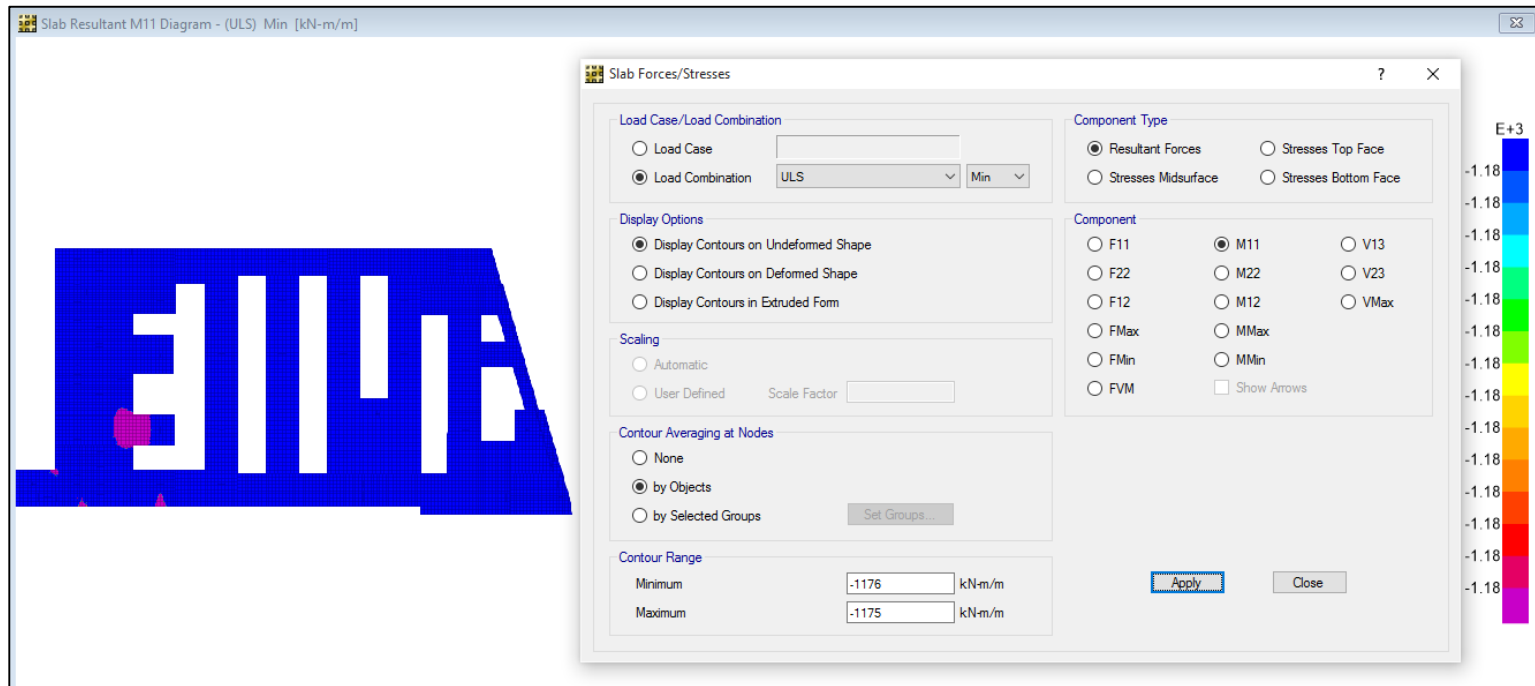 Slab Resultant M11 Diagram - (ULS) Min [kN-m/m]
Slab Forces/Stresses
?
Load Case/Load Combination
Load Case
Load Combination
ULS
Min
Component Type
Resultant Forces
Stresses Top Face
Stresses Midsurface
Stresses Bottom Face
Display Options
Display Contours on Undeformed Shape
Display Contours on Deformed Shape
Display Contours in Extruded Form
Component
F11
M11
V13
F22
M22
V23
F12
M12
VMax
FMax
MMax
FMin
MMin
FVM
Show Arrows
Scaling
Automatic
User Defined
Scale Factor
Contour Averaging at Nodes
None
by Objects
by Selected Groups
Set Groups...
Contour Range
Minimum
-1176
kN-m/m
Maximum
-1175
kN-m/m
Apply
Close
E+3
-1.18
-1.18
-1.18
-1.18
-1.18
-1.18
-1.18
-1.18
-1.18
-1.18
-1.18
-1.18
-1.18
-1.18